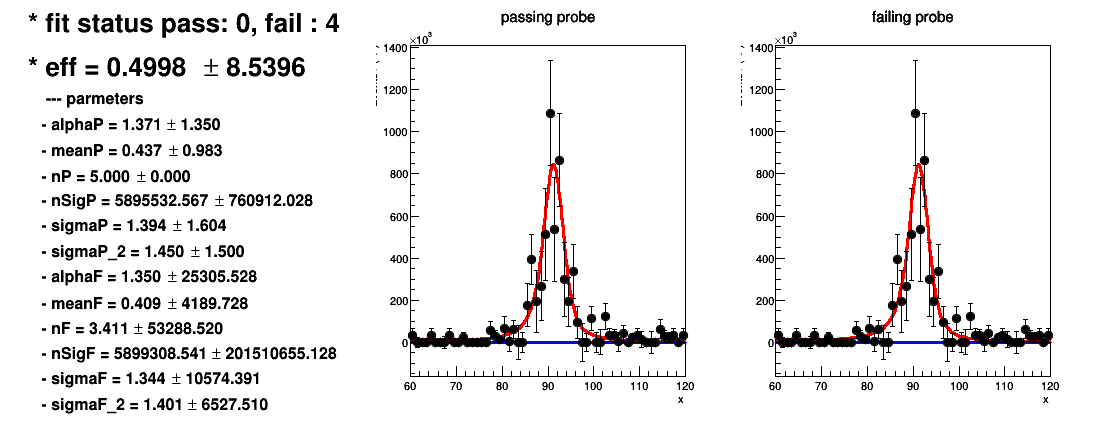 * fit status pass: 0, fail : 4
* eff = 0.4998 ± 8.5396
--- parmeters
- alphaP = 1.371 ± 1.350
- meanP = 0.437 ± 0.983
- nP = 5.000 ± 0.000
- nSigP = 5895532.567 ± 760912.028
- sigmaP = 1.394 ± 1.604
- sigmaP_2 = 1.450 ± 1.500
- alphaF = 1.350 ± 25305.528
- meanF = 0.409 ± 4189.728
- nF = 3.411 ± 53288.520
- nSigF = 5899308.541 ± 201510655.128
- sigmaF = 1.344 ± 10574.391
- sigmaF_2 = 1.401 ± 6527.510
passing probe
×10³
1400
1200
1000
800
600
400
200
0
60 70 80 90 100 110 120
x
failing probe
×10³
1400
1200
1000
800
600
400
200
0
60 70 80 90 100 110 120
x